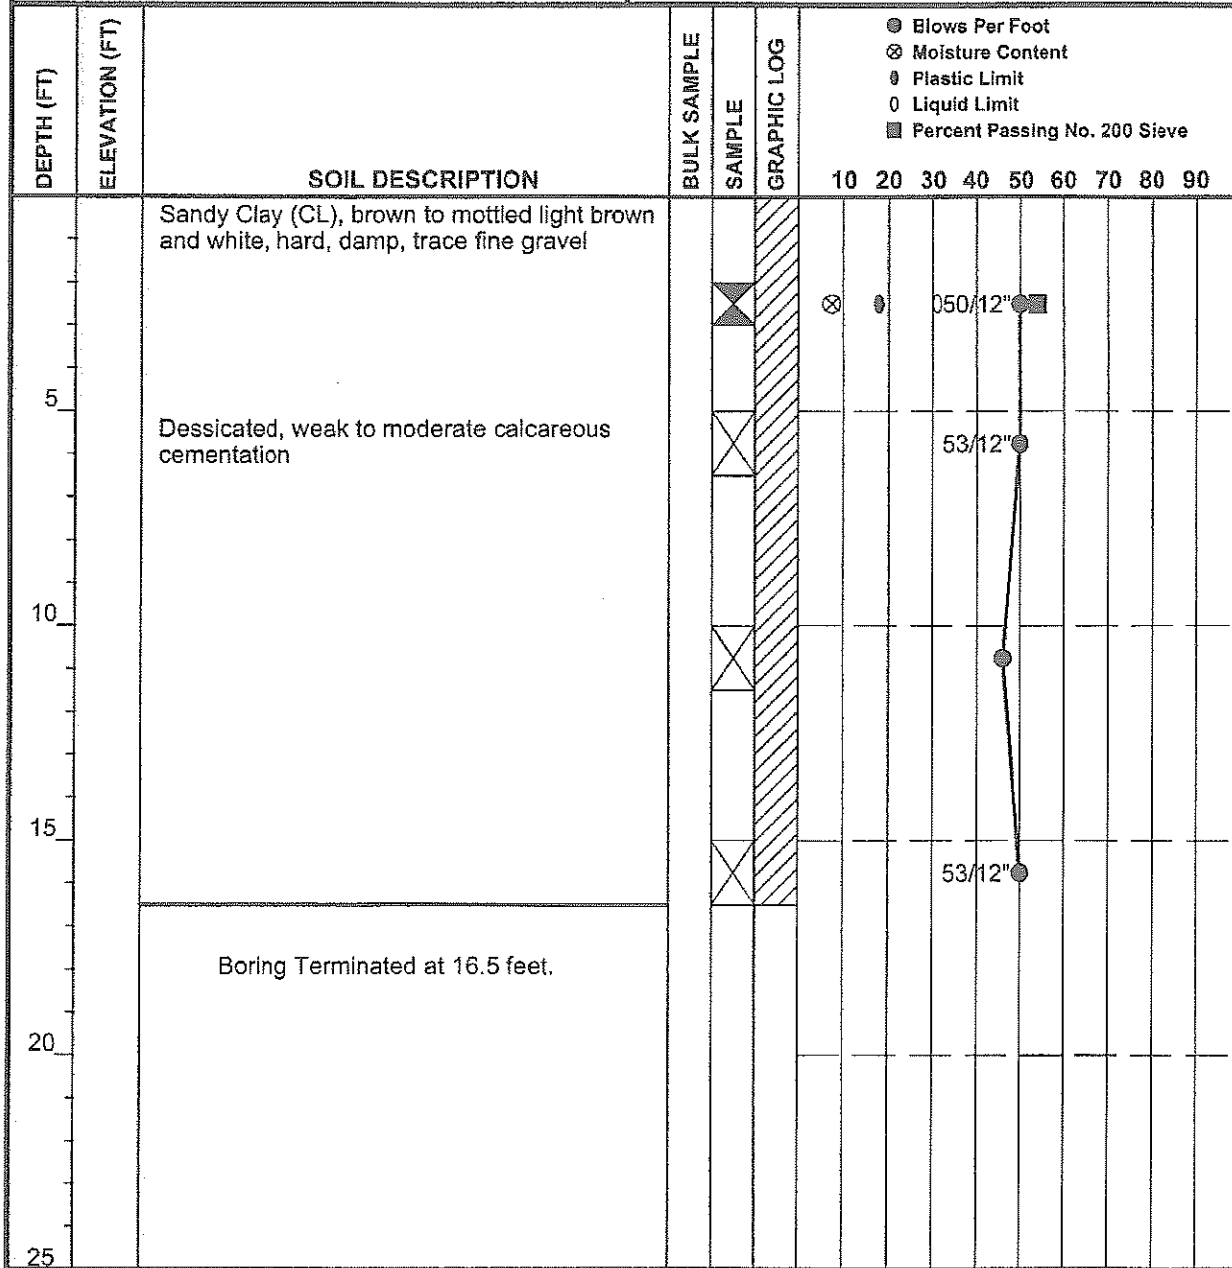 DEPTH (FT)
ELEVATION (FT)
SOIL DESCRIPTION
BULK SAMPLE
SAMPLE
GRAPHIC LOG
Blows Per Foot
Moisture Content
Plastic Limit
Liquid Limit
Percent Passing No. 200 Sieve
10 20 30 40 50 60 70 80 90
Sandy Clay (CL), brown to mottled light brown
and white, hard, damp, trace fine gravel
50/12"
5
Dessicated, weak to moderate calcareous
cementation
53/12"
10
15
53/12"
Boring Terminated at 16.5 feet.
20
25